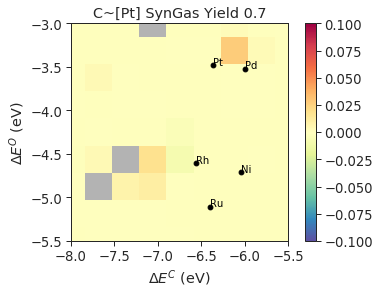 C~[Pt] SynGas Yield 0.7
−3.0
−3.5
−4.0
−4.5
−5.0
−5.5
ΔE^O (eV)
Pt
Pd
Rh
Ni
Ru
−8.0 −7.5 −7.0 −6.5 −6.0 −5.5
ΔE^C (eV)
0.100
0.075
0.050
0.025
0.000
−0.025
−0.050
−0.075
−0.100